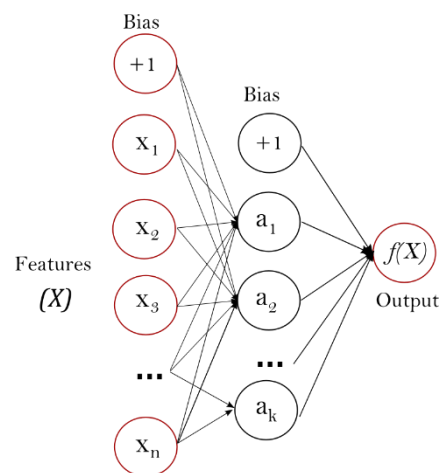 Bias
+1
x₁
x₂
x₃
...
xₙ
Features
(X)
Bias
+1
a₁
a₂
...
aₖ
f(X)
Output